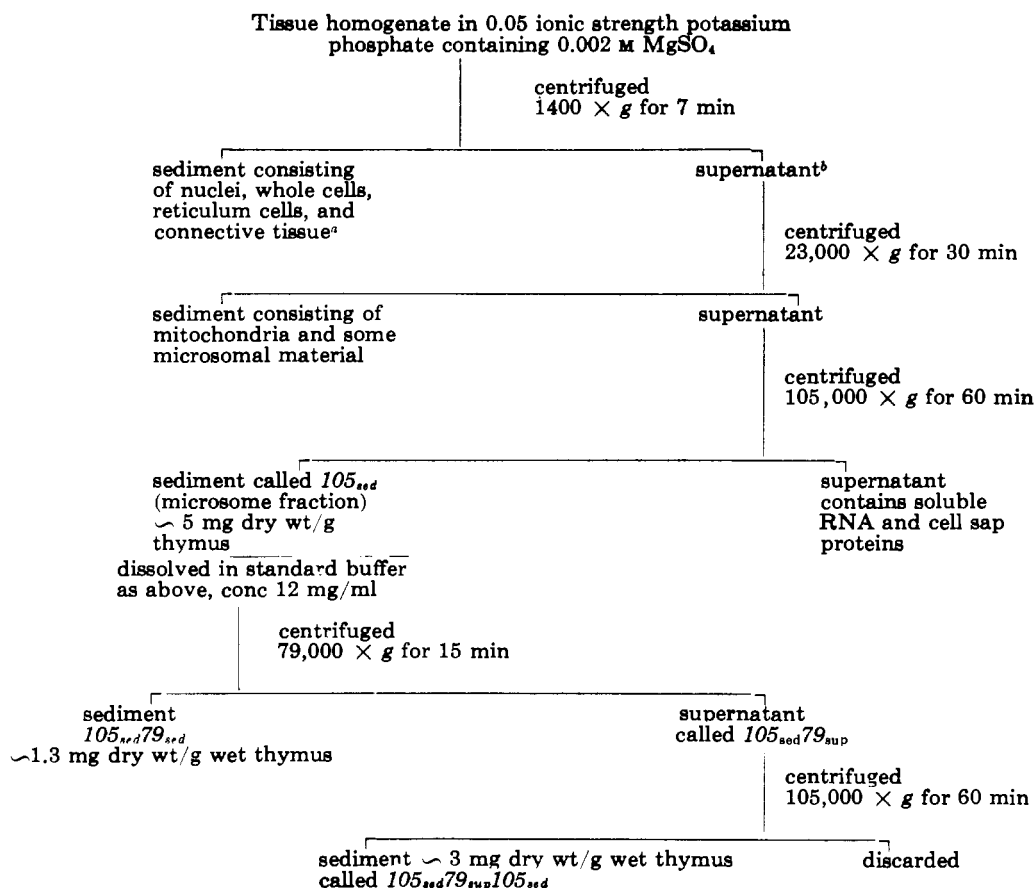 Tissue homogenate in 0.05 ionic strength potassium
phosphate containing 0.002 M MgSO₄
centrifuged
1400 × g for 7 min
sediment consisting
of nuclei, whole cells,
reticulum cells, and
connective tissueᵃ
supernatantᵇ
centrifuged
23,000 × g for 30 min
sediment consisting of
mitochondria and some
microsomal material
supernatant
centrifuged
105,000 × g for 60 min
sediment called 105sed
(microsome fraction)
∽ 5 mg dry wt/g
thymus
supernatant
contains soluble
RNA and cell sap
proteins
dissolved in standard buffer
as above, conc 12 mg/ml
centrifuged
79,000 × g for 15 min
sediment
105sed79sed
∽1.3 mg dry wt/g wet thymus
supernatant
called 105sed79sup
centrifuged
105,000 × g for 60 min
sediment ∽ 3 mg dry wt/g wet thymus
called 105sed79sup105sed
discarded